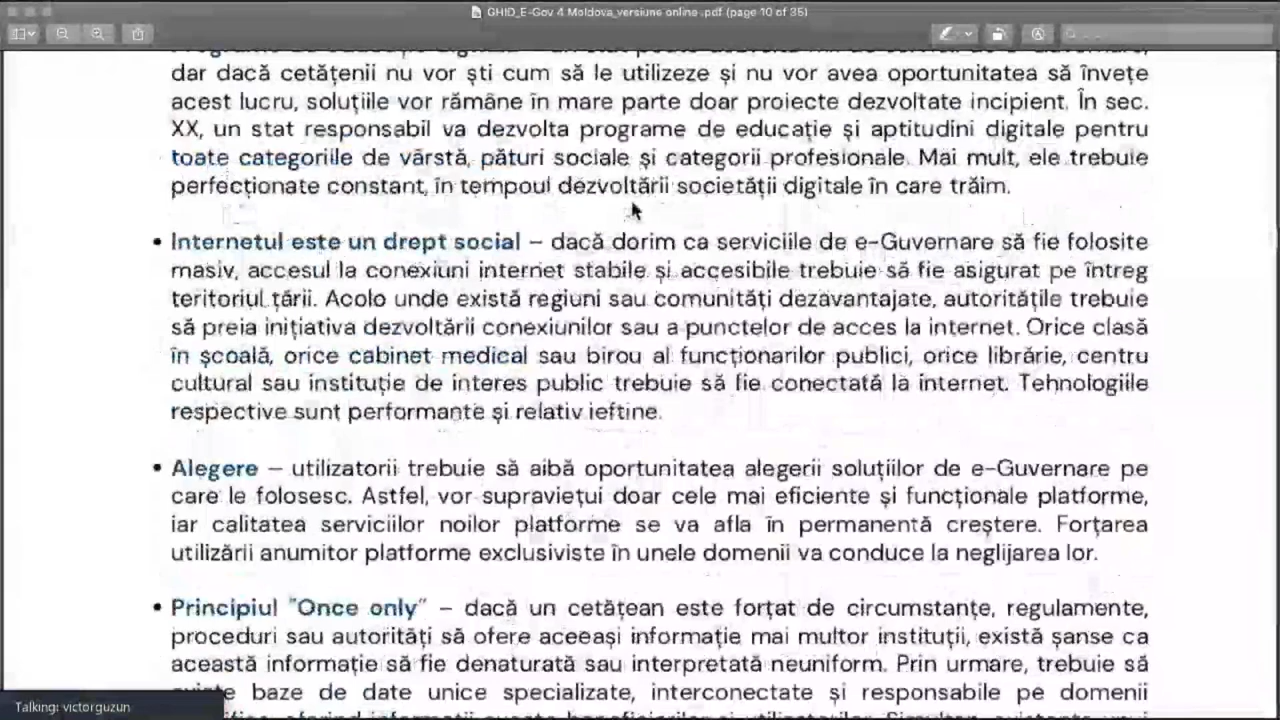 GHID_E-Gov 4 Moldova_versiune online .pdf (page 10 of 35)
dar dacă cetățenii nu vor ști cum să le utilizeze și nu vor avea oportunitatea să învețe
acest lucru, soluțiile vor rămâne în mare parte doar proiecte dezvoltate incipient. În sec.
XX, un stat responsabil va dezvolta programe de educație și aptitudini digitale pentru
toate categoriile de vârstă, pături sociale și categorii profesionale. Mai mult, ele trebuie
perfecționate constant, în tempoul dezvoltării societății digitale în care trăim.
• Internetul este un drept social – dacă dorim ca serviciile de e-Guvernare să fie folosite
masiv, accesul la conexiuni internet stabile și accesibile trebuie să fie asigurat pe întreg
teritoriul țării. Acolo unde există regiuni sau comunități dezavantajate, autoritățile trebuie
să preia inițiativa dezvoltării conexiunilor sau a punctelor de acces la internet. Orice clasă
în școală, orice cabinet medical sau birou al funcționarilor publici, orice librărie, centru
cultural sau instituție de interes public trebuie să fie conectată la internet. Tehnologiile
respective sunt performante și relativ ieftine.
• Alegere – utilizatorii trebuie să aibă oportunitatea alegerii soluțiilor de e-Guvernare pe
care le folosesc. Astfel, vor supraviețui doar cele mai eficiente și funcționale platforme,
iar calitatea serviciilor noilor platforme se va afla în permanentă creștere. Forțarea
utilizării anumitor platforme exclusiviste în unele domenii va conduce la neglijarea lor.
• Principiul "Once only" – dacă un cetățean este forțat de circumstanțe, regulamente,
proceduri sau autorități să ofere aceeași informație mai multor instituții, există șanse ca
această informație să fie denaturată sau interpretată neuniform. Prin urmare, trebuie să
baze de date unice specializate, interconectate și responsabile pe domenii
Talking: victorguzun